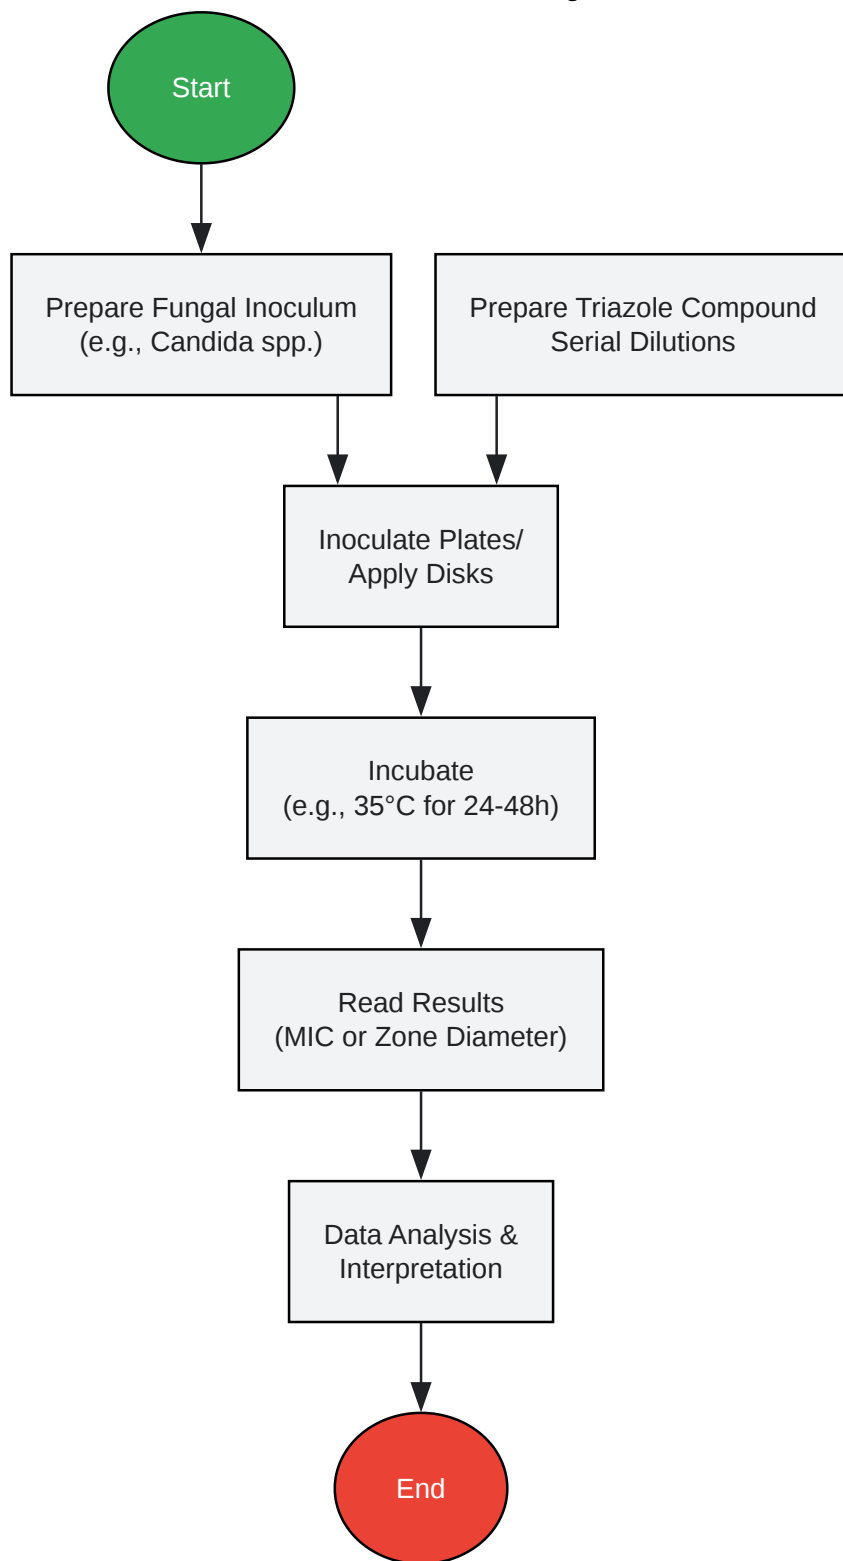 Start
Prepare Fungal Inoculum
(e.g., Candida spp.)
Prepare Triazole Compound
Serial Dilutions
Inoculate Plates/
Apply Disks
Incubate
(e.g., 35°C for 24-48h)
Read Results
(MIC or Zone Diameter)
Data Analysis &
Interpretation
End